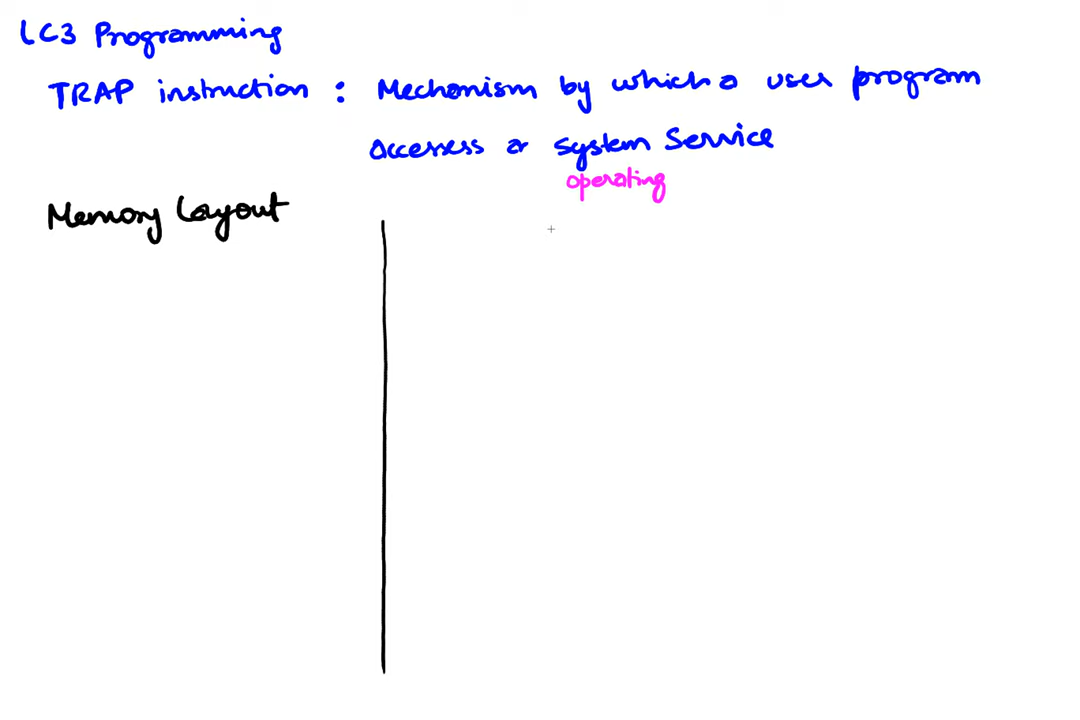 LC3 Programming
TRAP instruction : Mechanism by which a user program
accesses a system service
operating
Memory Layout